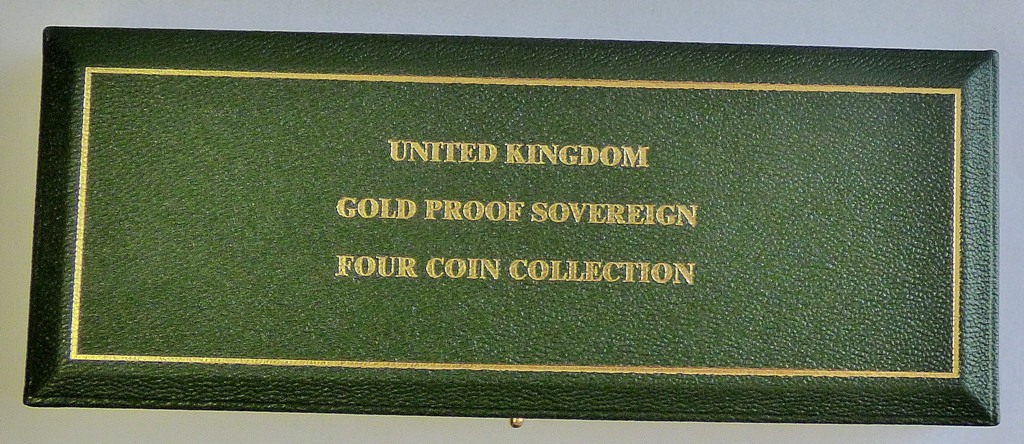 UNITED KINGDOM
GOLD PROOF SOVEREIGN
FOUR COIN COLLECTION